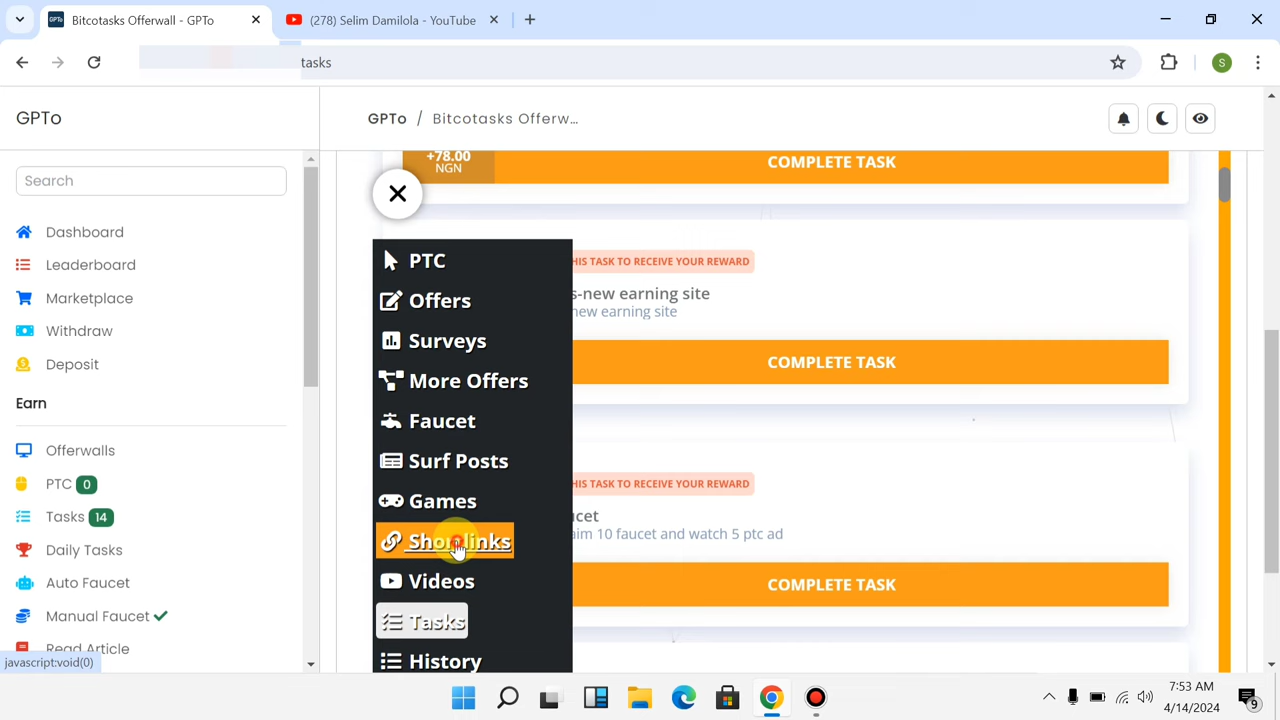 Bitcotasks Offerwall - GPTo
(278) Selim Damilola - YouTube
tasks
S
GPTo
GPTo / Bitcotasks Offerw...
Search
Dashboard
Leaderboard
Marketplace
Withdraw
Deposit
Earn
Offerwalls
PTC 0
Tasks 14
Daily Tasks
Auto Faucet
Manual Faucet
Read Article
javascript:void(0)
+78.00
NGN
COMPLETE TASK
PTC
Offers
Surveys
More Offers
Faucet
Surf Posts
Games
Shortlinks
Videos
Tasks
History
HIS TASK TO RECEIVE YOUR REWARD
s-new earning site
new earning site
COMPLETE TASK
HIS TASK TO RECEIVE YOUR REWARD
ucet
aim 10 faucet and watch 5 ptc ad
COMPLETE TASK
7:53 AM
4/14/2024
9